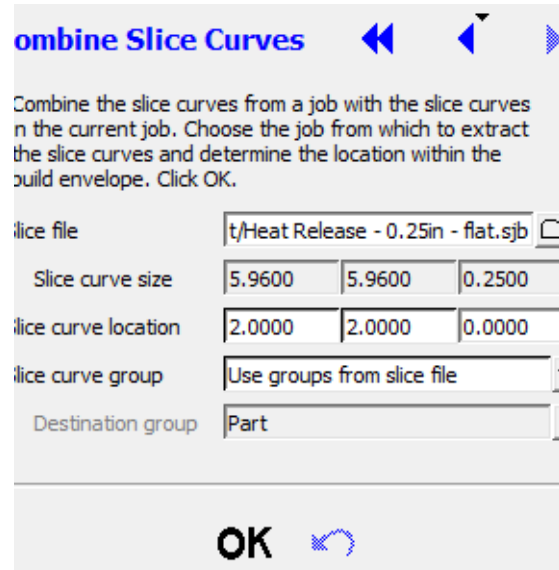 ombine Slice Curves
Combine the slice curves from a job with the slice curves
n the current job. Choose the job from which to extract
the slice curves and determine the location within the
build envelope. Click OK.
lice file t/Heat Release - 0.25in - flat.sjb
Slice curve size 5.9600 5.9600 0.2500
lice curve location 2.0000 2.0000 0.0000
lice curve group Use groups from slice file
Destination group Part
OK